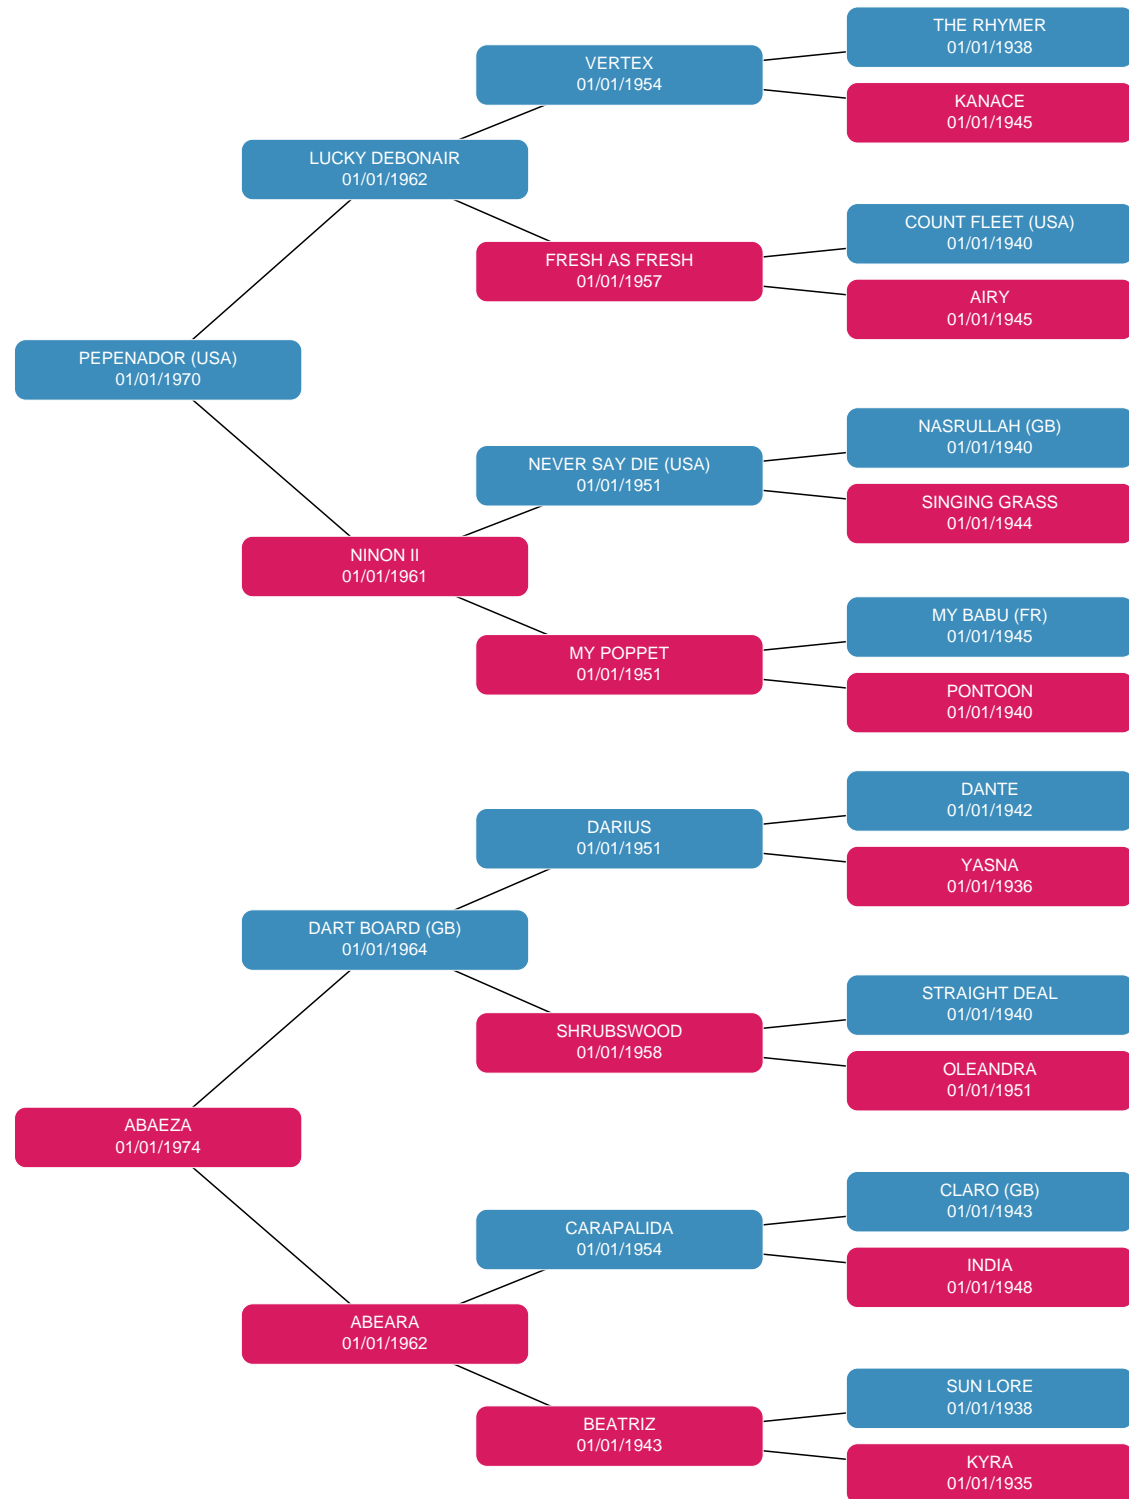 THE RHYMER
01/01/1938
VERTEX
01/01/1954
KANACE
01/01/1945
LUCKY DEBONAIR
01/01/1962
COUNT FLEET (USA)
01/01/1940
FRESH AS FRESH
01/01/1957
AIRY
01/01/1945
PEPENADOR (USA)
01/01/1970
NASRULLAH (GB)
01/01/1940
NEVER SAY DIE (USA)
01/01/1951
SINGING GRASS
01/01/1944
NINON II
01/01/1961
MY BABU (FR)
01/01/1945
MY POPPET
01/01/1951
PONTOON
01/01/1940
DANTE
01/01/1942
DARIUS
01/01/1951
YASNA
01/01/1936
DART BOARD (GB)
01/01/1964
STRAIGHT DEAL
01/01/1940
SHRUBSWOOD
01/01/1958
OLEANDRA
01/01/1951
ABAEZA
01/01/1974
CLARO (GB)
01/01/1943
CARAPALIDA
01/01/1954
INDIA
01/01/1948
ABEARA
01/01/1962
SUN LORE
01/01/1938
BEATRIZ
01/01/1943
KYRA
01/01/1935